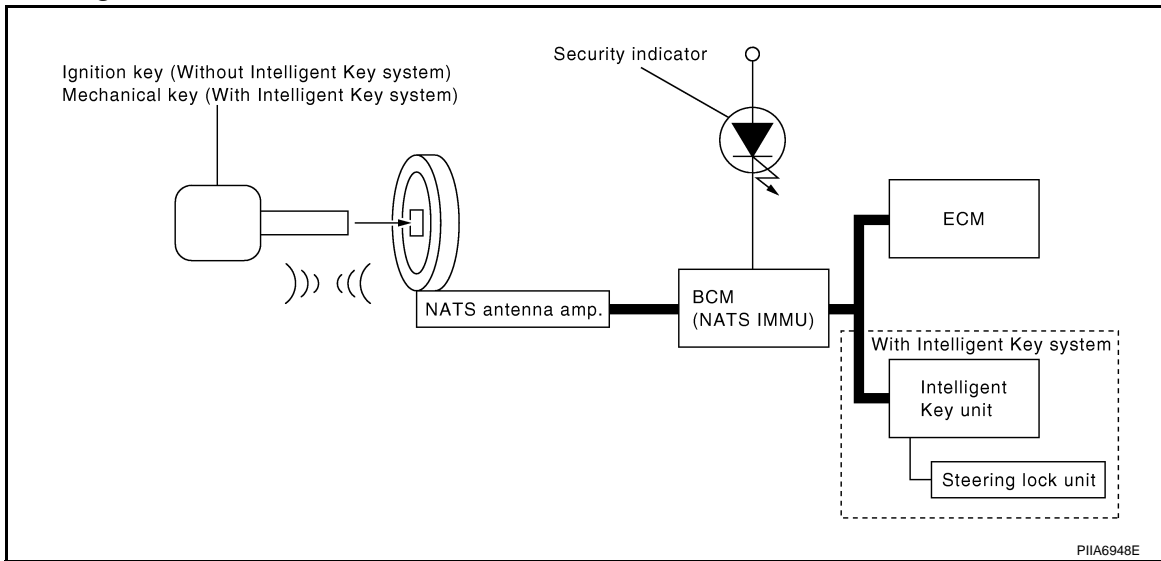 Ignition key (Without Intelligent Key system)
Mechanical key (With Intelligent Key system)
Security indicator
NATS antenna amp.
BCM
(NATS IMMU)
ECM
With Intelligent Key system
Intelligent
Key unit
Steering lock unit
PIIA6948E